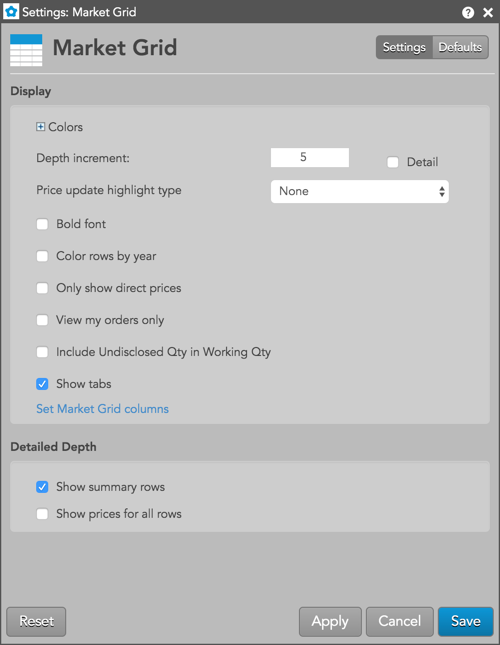 Settings: Market Grid
Market Grid
Settings Defaults
Display
Colors
Depth increment: 5 Detail
Price update highlight type None
Bold font
Color rows by year
Only show direct prices
View my orders only
Include Undisclosed Qty in Working Qty
Show tabs
Set Market Grid columns
Detailed Depth
Show summary rows
Show prices for all rows
Reset Apply Cancel Save